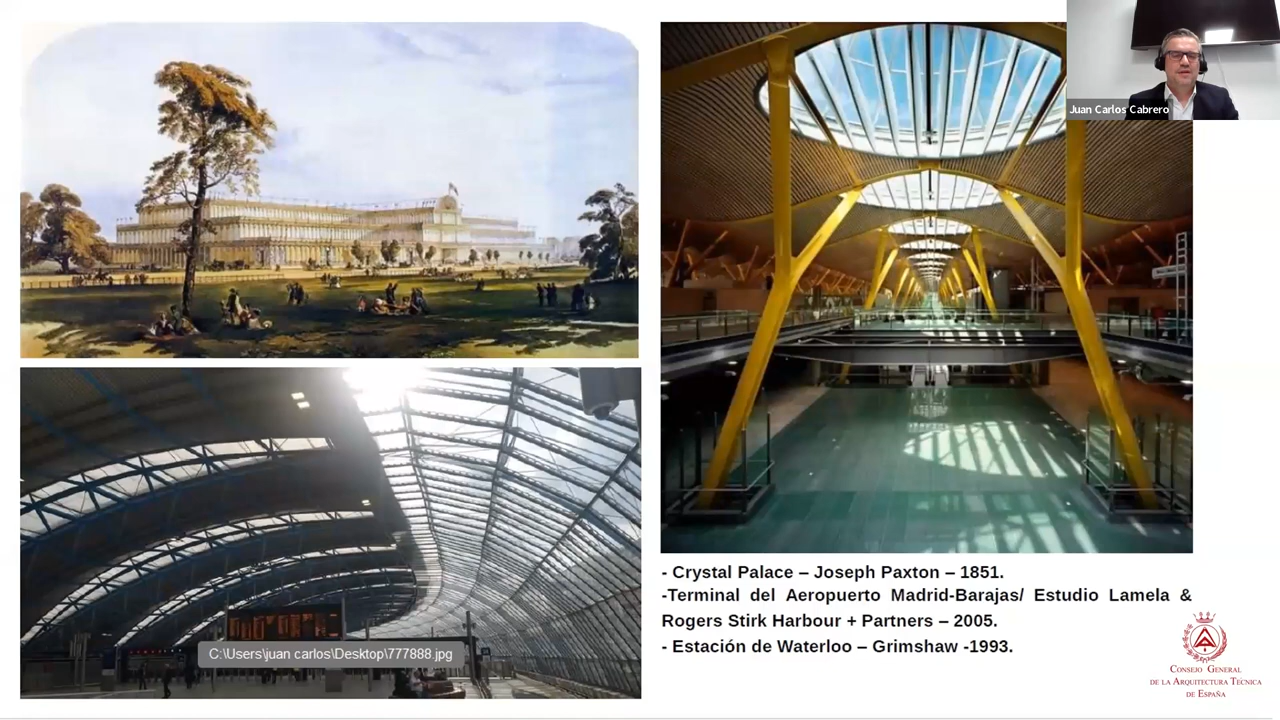 Juan Carlos Cabrero
C:\Users\juan carlos\Desktop\777888.jpg
- Crystal Palace – Joseph Paxton – 1851.
-Terminal del Aeropuerto Madrid-Barajas/ Estudio Lamela &
Rogers Stirk Harbour + Partners – 2005.
- Estación de Waterloo – Grimshaw -1993.
Consejo General
de la Arquitectura Técnica
de España